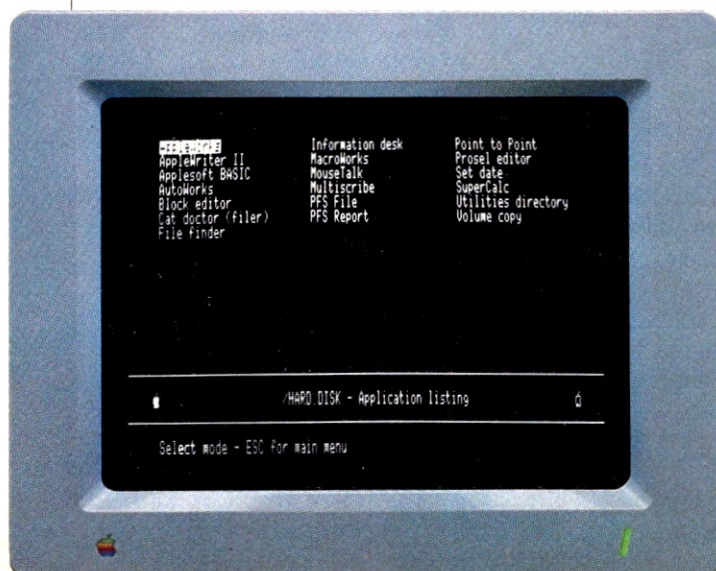 AppleWorks
AppleWriter II
Applesoft BASIC
AutoWorks
Block editor
Cat doctor (filer)
File finder
Information desk
MacroWorks
MouseTalk
Multiscribe
PFS File
PFS Report
Point to Point
Prosel editor
Set date
SuperCalc
Utilities directory
Volume copy
/HARD.DISK - Application listing
Select mode - ESC for main menu